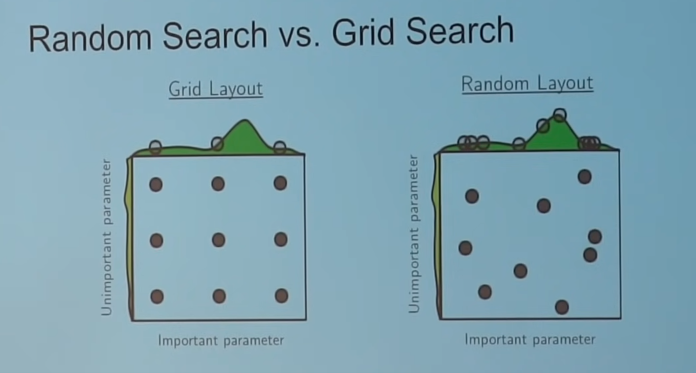 Random Search vs. Grid Search
Grid Layout
Random Layout
Unimportant parameter
Unimportant parameter
Important parameter
Important parameter